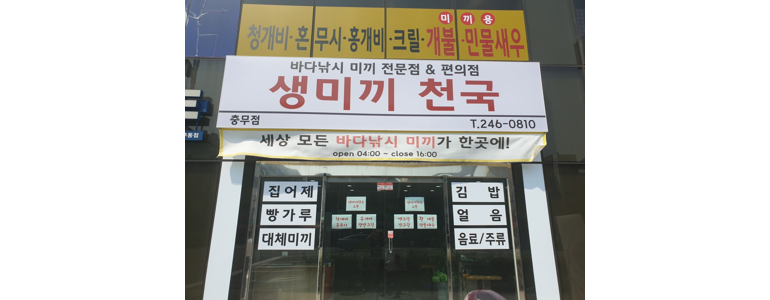 미끼용
청개비·혼무시·홍개비·크릴·개불·민물새우
바다낚시 미끼 전문점 & 편의점
생미끼 천국
충무점
T.246-0810
세상 모든 바다낚시 미끼가 한곳에!
open 04:00 ~ close 16:00
집어제
빵가루
대체미끼
김밥
얼음
음료/주류